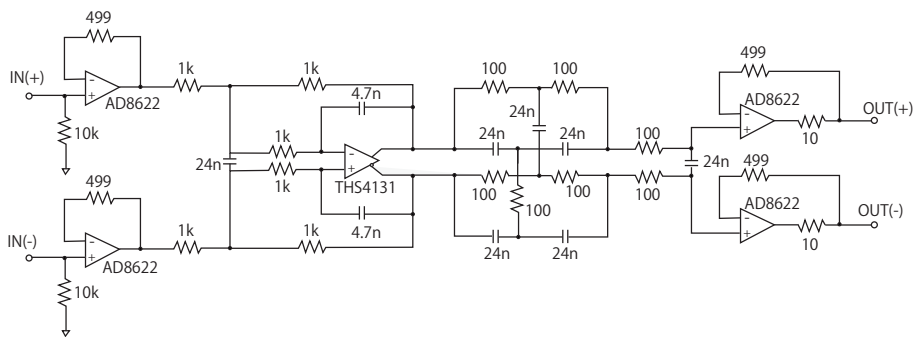 499
IN(+)
AD8622
10k
1k
1k
4.7n
1k
24n
1k
THS4131
4.7n
499
IN(-)
AD8622
10k
1k
1k
100
100
24n
24n
24n
100
100
100
100
100
24n
24n
24n
499
AD8622
10
OUT(+)
499
AD8622
10
OUT(-)